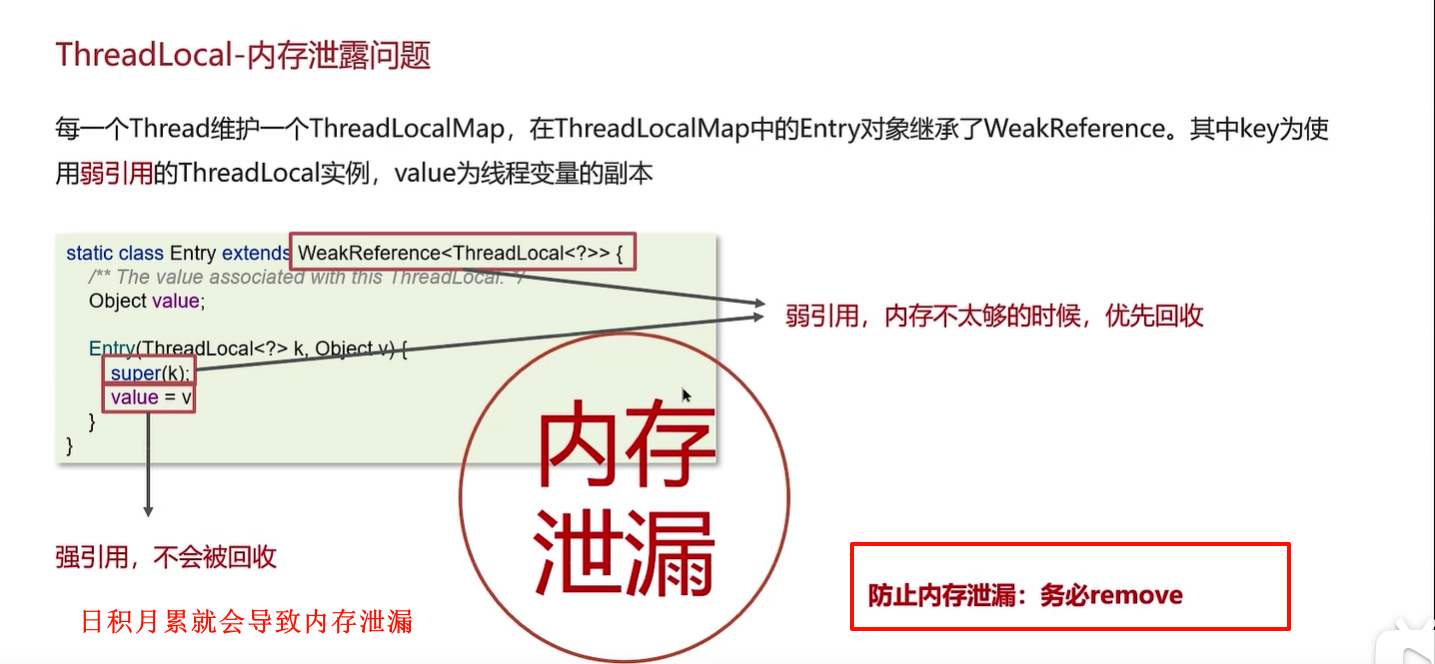 ThreadLocal-内存泄露问题
每一个Thread维护一个ThreadLocalMap，在ThreadLocalMap中的Entry对象继承了WeakReference。其中key为使
用弱引用的ThreadLocal实例，value为线程变量的副本
static class Entry extends WeakReference<ThreadLocal<?>> {
/** The value associated with this ThreadLocal. */
Object value;
Entry(ThreadLocal<?> k, Object v) {
super(k);
value = v
}
}
弱引用，内存不太够的时候，优先回收
内存
泄漏
强引用，不会被回收
日积月累就会导致内存泄漏
防止内存泄漏：务必remove